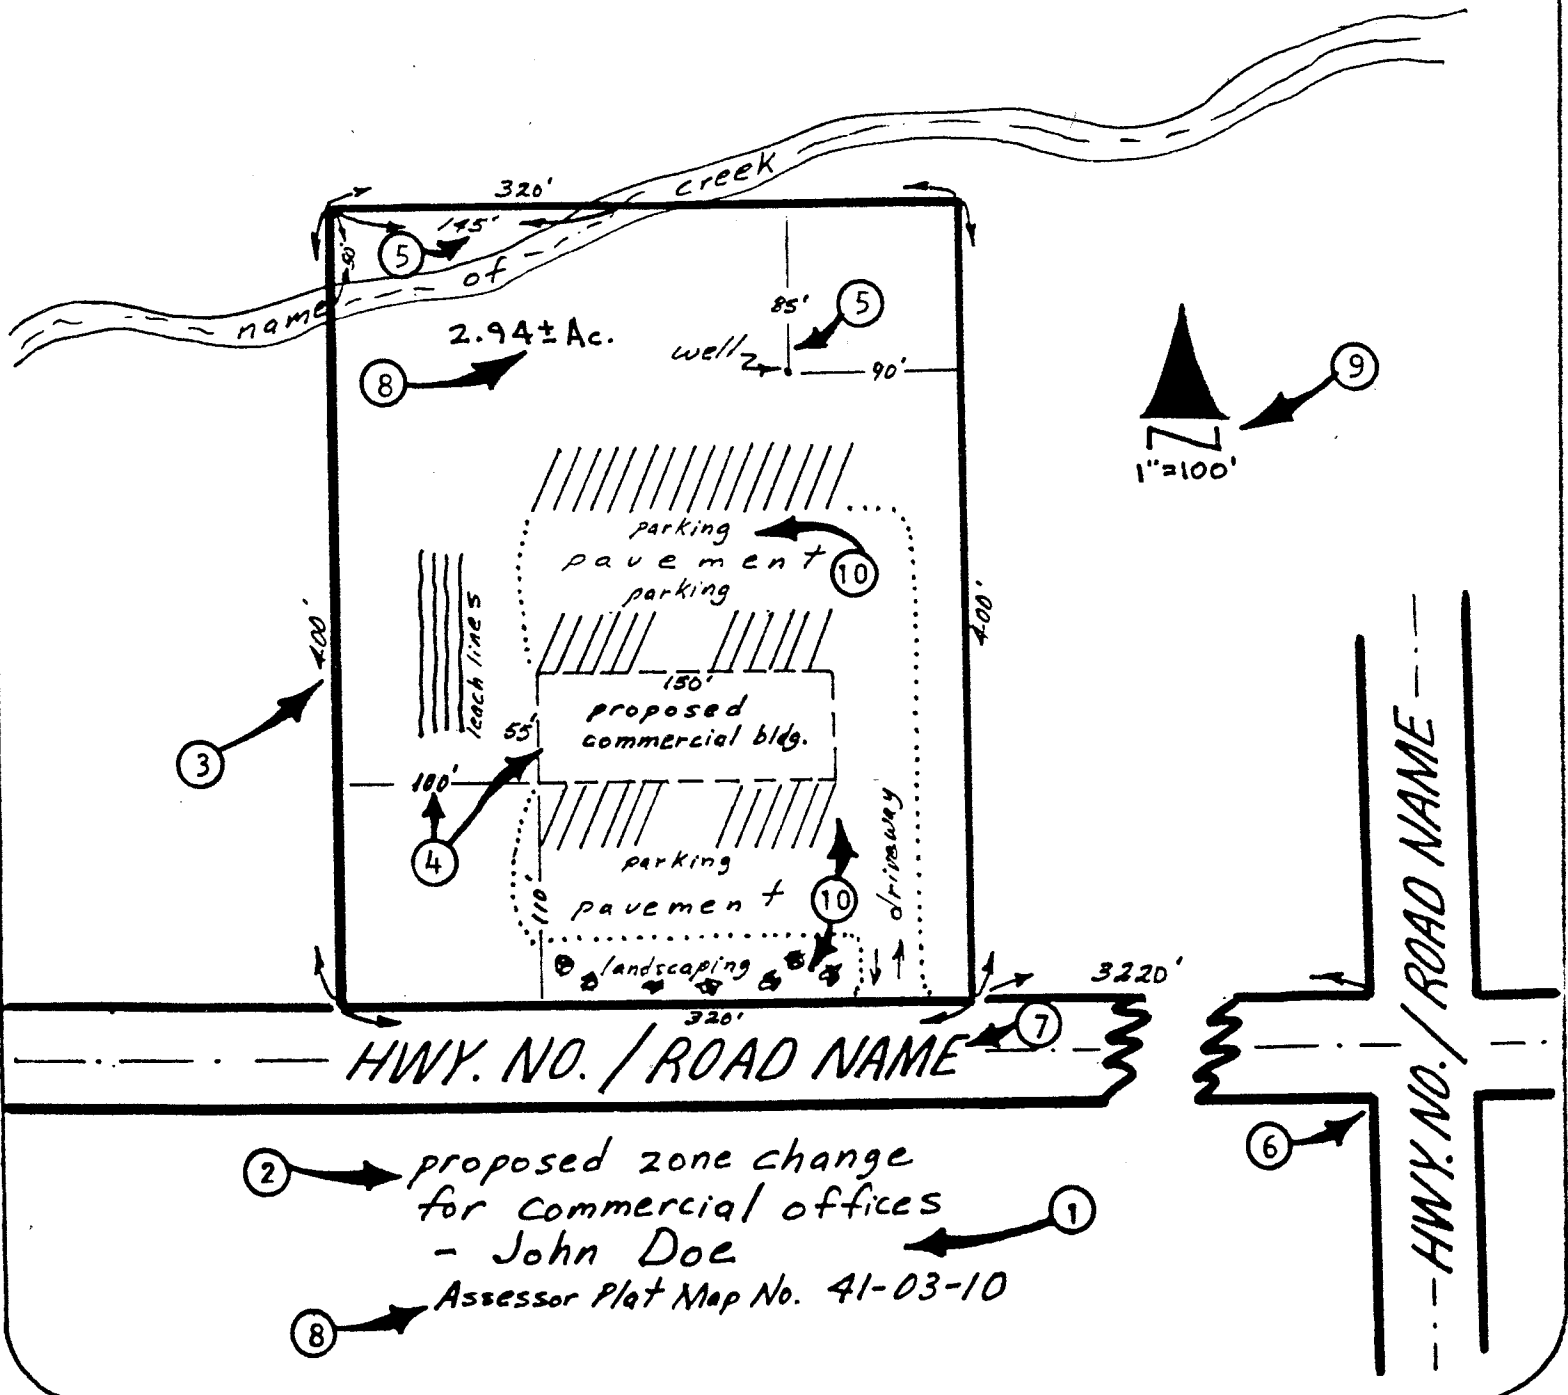 320'
creek
145'
5
50'
of
name
85'
5
2.94± Ac.
well
90'
8
9
N
1"=100'
parking
pavement
10
parking
leach lines
400'
400'
150'
proposed
55'
commercial bldg.
3
100'
4
parking
driveway
110'
pavement
10
landscaping
3220'
320'
7
HWY. NO. / ROAD NAME
HWY. NO. / ROAD NAME
6
2
proposed zone change
for commercial offices
1
- John Doe
Assessor Plat Map No. 41-03-10
8